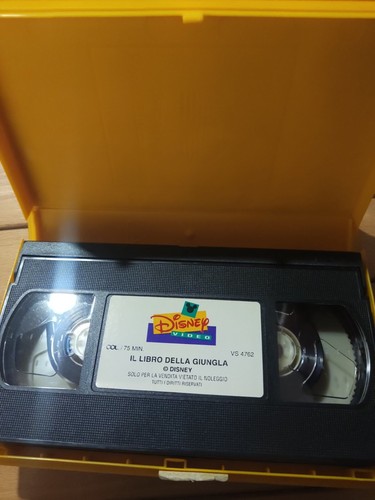 Disney
VIDEO
COL. / 75 MIN. VS 4762
IL LIBRO DELLA GIUNGLA
© DISNEY
SOLO PER LA VENDITA VIETATO IL NOLEGGIO
TUTTI I DIRITTI RISERVATI